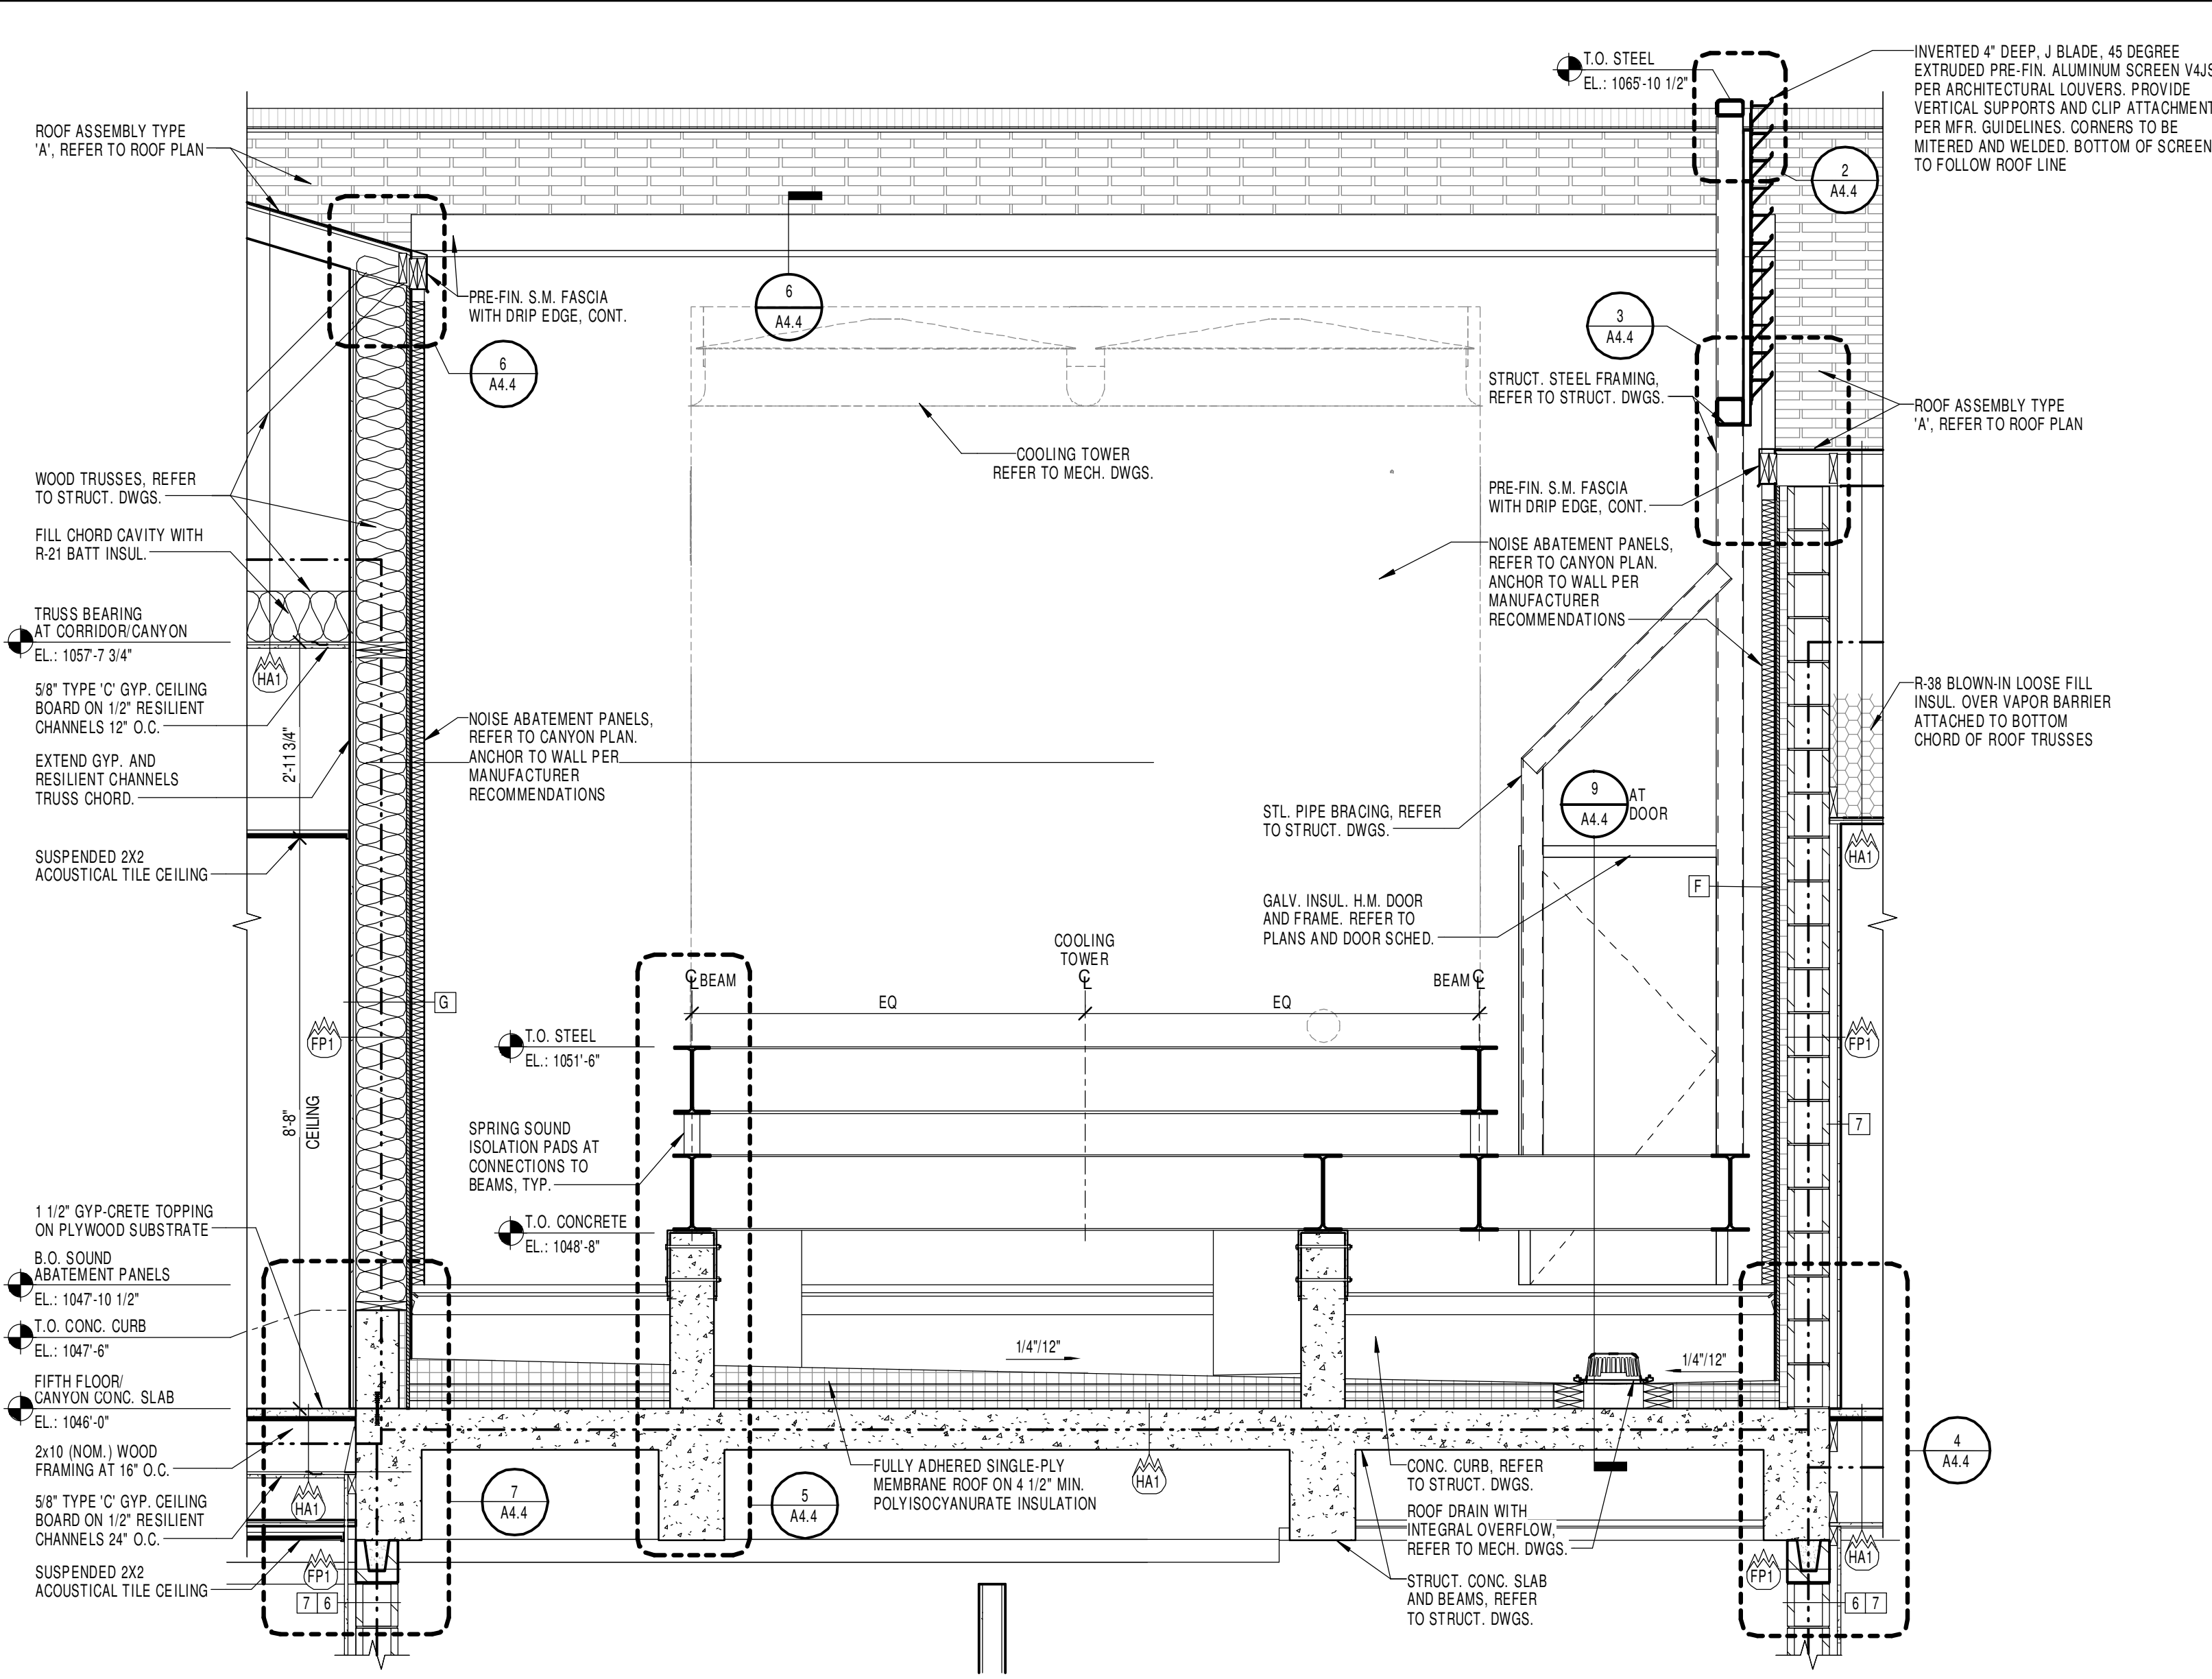 T.O. STEEL
EL.: 1065'-10 1/2"
INVERTED 4" DEEP, J BLADE, 45 DEGREE
EXTRUDED PRE-FIN. ALUMINUM SCREEN V4JS
PER ARCHITECTURAL LOUVERS. PROVIDE
VERTICAL SUPPORTS AND CLIP ATTACHMENT
PER MFR. GUIDELINES. CORNERS TO BE
MITERED AND WELDED. BOTTOM OF SCREEN
TO FOLLOW ROOF LINE
2
A4.4
ROOF ASSEMBLY TYPE
'A', REFER TO ROOF PLAN
PRE-FIN. S.M. FASCIA
WITH DRIP EDGE, CONT.
6
A4.4
6
A4.4
3
A4.4
STRUCT. STEEL FRAMING,
REFER TO STRUCT. DWGS.
ROOF ASSEMBLY TYPE
'A', REFER TO ROOF PLAN
COOLING TOWER
REFER TO MECH. DWGS.
PRE-FIN. S.M. FASCIA
WITH DRIP EDGE, CONT.
WOOD TRUSSES, REFER
TO STRUCT. DWGS.
FILL CHORD CAVITY WITH
R-21 BATT INSUL.
NOISE ABATEMENT PANELS,
REFER TO CANYON PLAN.
ANCHOR TO WALL PER
MANUFACTURER
RECOMMENDATIONS
TRUSS BEARING
AT CORRIDOR/CANYON
EL.: 1057'-7 3/4"
HA1
5/8" TYPE 'C' GYP. CEILING
BOARD ON 1/2" RESILIENT
CHANNELS 12" O.C.
R-38 BLOWN-IN LOOSE FILL
INSUL. OVER VAPOR BARRIER
ATTACHED TO BOTTOM
CHORD OF ROOF TRUSSES
NOISE ABATEMENT PANELS,
REFER TO CANYON PLAN.
ANCHOR TO WALL PER
MANUFACTURER
RECOMMENDATIONS
2'-11 3/4"
EXTEND GYP. AND
RESILIENT CHANNELS
TRUSS CHORD.
9
A4.4
AT
DOOR
STL. PIPE BRACING, REFER
TO STRUCT. DWGS.
HA1
SUSPENDED 2X2
ACOUSTICAL TILE CEILING
F
GALV. INSUL. H.M. DOOR
AND FRAME. REFER TO
PLANS AND DOOR SCHED.
COOLING
TOWER
CL BEAM
CL
BEAM CL
EQ
EQ
G
FP1
FP1
T.O. STEEL
EL.: 1051'-6"
8'-8"
CEILING
SPRING SOUND
ISOLATION PADS AT
CONNECTIONS TO
BEAMS, TYP.
7
1 1/2" GYP-CRETE TOPPING
ON PLYWOOD SUBSTRATE
T.O. CONCRETE
EL.: 1048'-8"
B.O. SOUND
ABATEMENT PANELS
EL.: 1047'-10 1/2"
T.O. CONC. CURB
EL.: 1047'-6"
1/4"/12"
1/4"/12"
FIFTH FLOOR/
CANYON CONC. SLAB
EL.: 1046'-0"
2x10 (NOM.) WOOD
FRAMING AT 16" O.C.
4
A4.4
FULLY ADHERED SINGLE-PLY
MEMBRANE ROOF ON 4 1/2" MIN.
POLYISOCYANURATE INSULATION
HA1
CONC. CURB, REFER
TO STRUCT. DWGS.
5/8" TYPE 'C' GYP. CEILING
BOARD ON 1/2" RESILIENT
CHANNELS 24" O.C.
HA1
7
A4.4
5
A4.4
ROOF DRAIN WITH
INTEGRAL OVERFLOW,
REFER TO MECH. DWGS.
HA1
SUSPENDED 2X2
ACOUSTICAL TILE CEILING
FP1
FP1
STRUCT. CONC. SLAB
AND BEAMS, REFER
TO STRUCT. DWGS.
7 6
6 7